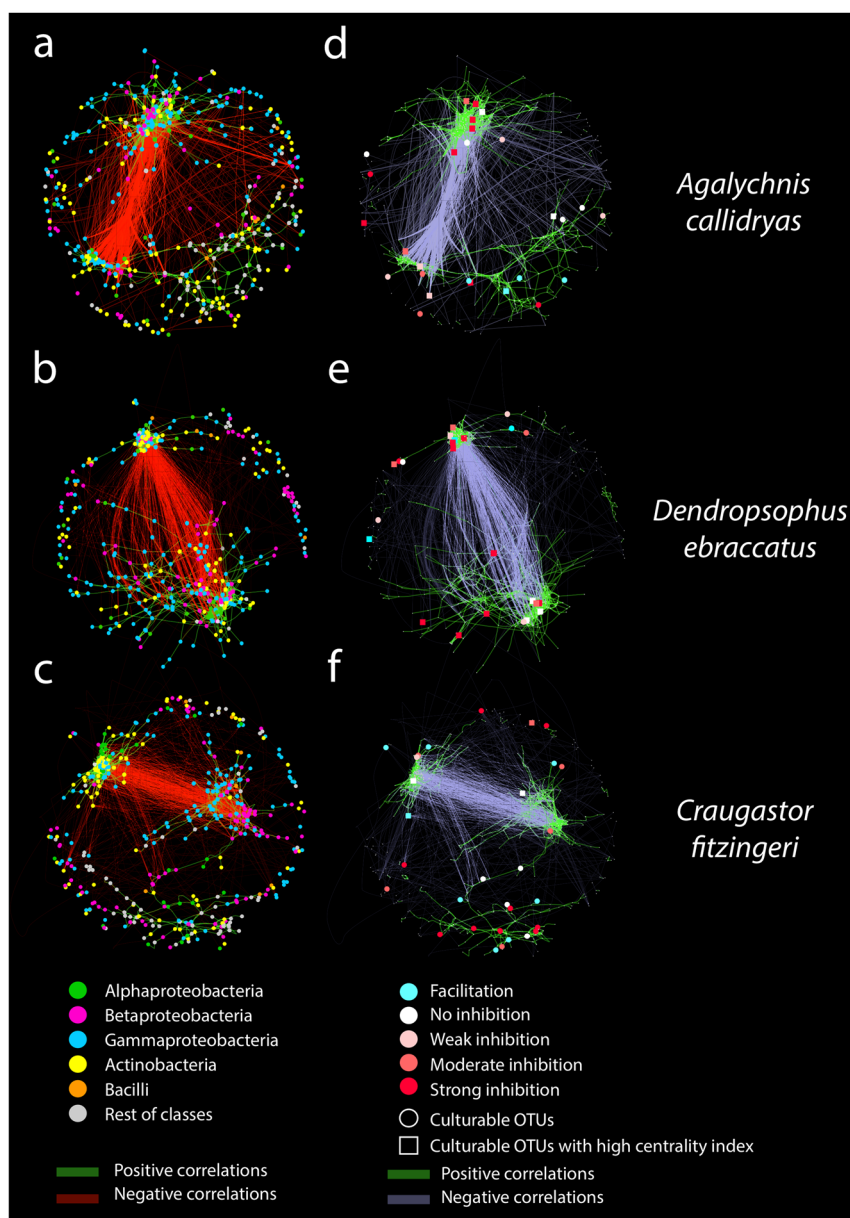 a
d
Agalychnis
callidryas
b
e
Dendropsophus
ebraccatus
c
f
Craugastor
fitzingeri
Alphaproteobacteria
Betaproteobacteria
Gammaproteobacteria
Actinobacteria
Bacilli
Rest of classes
Positive correlations
Negative correlations
Facilitation
No inhibition
Weak inhibition
Moderate inhibition
Strong inhibition
Culturable OTUs
Culturable OTUs with high centrality index
Positive correlations
Negative correlations